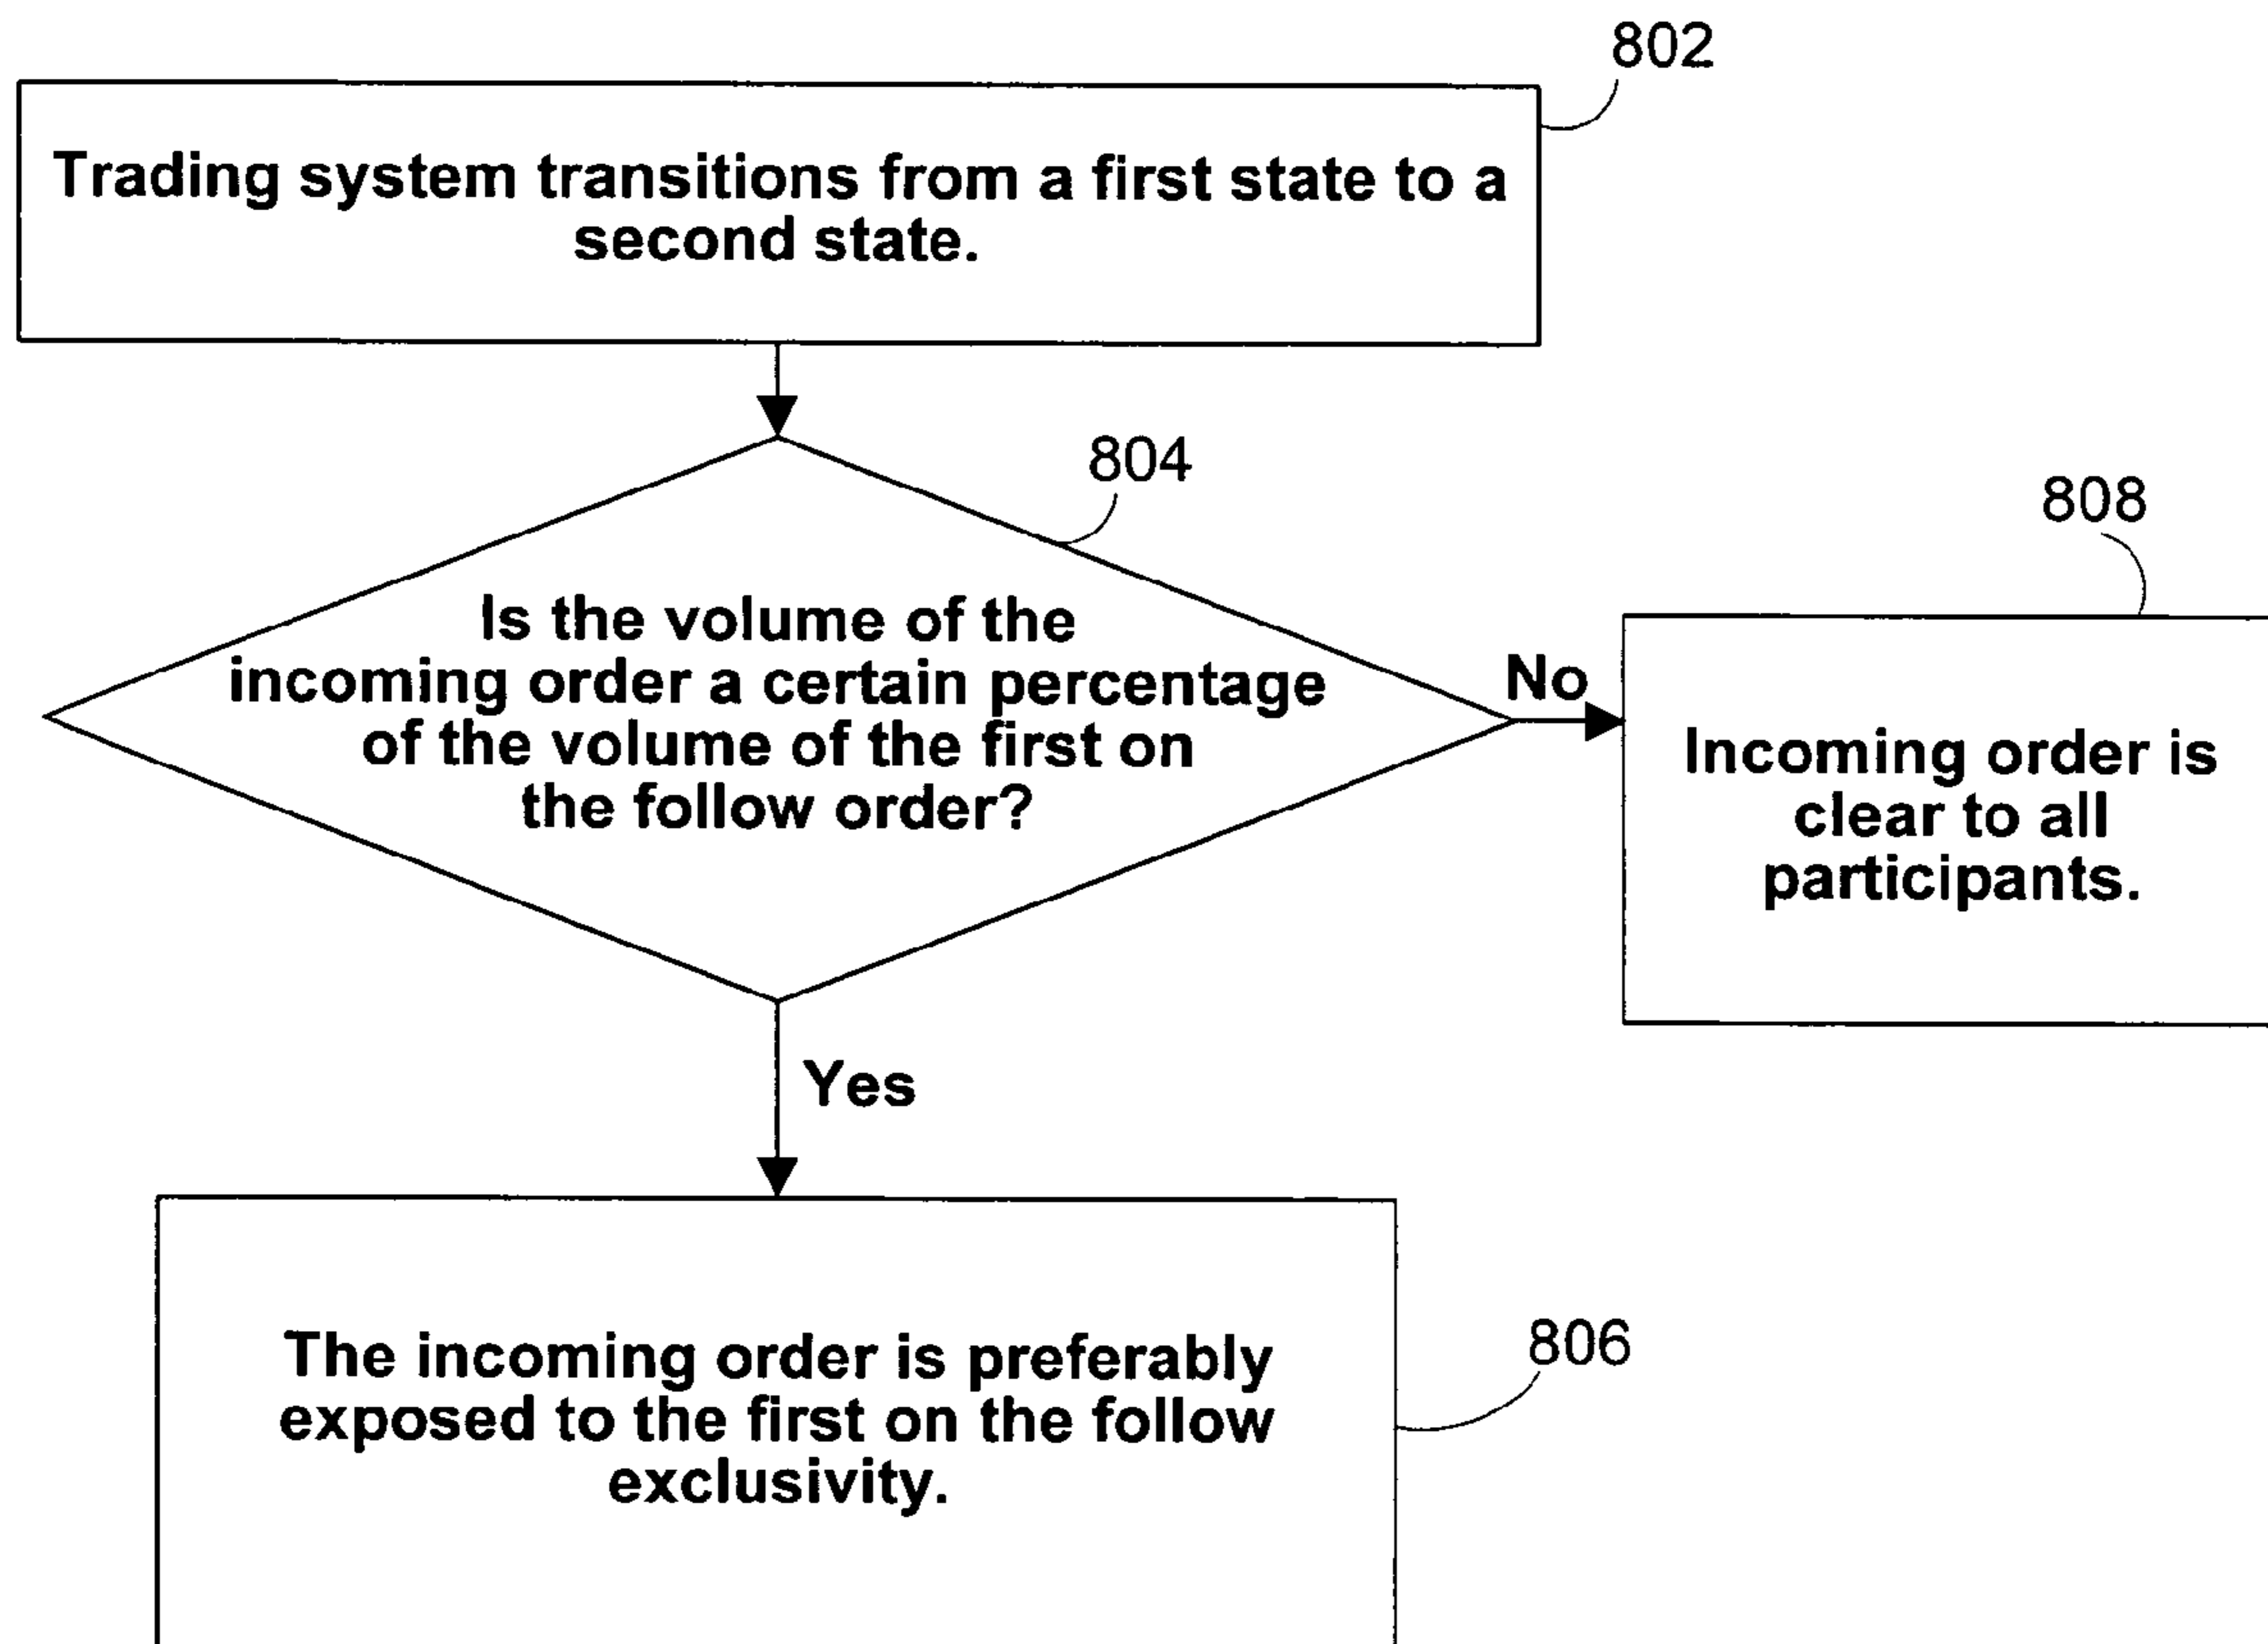 802
Trading system transitions from a first state to a
second state.
804
Is the volume of the
incoming order a certain percentage
of the volume of the first on
the follow order?
No
808
Incoming order is
clear to all
participants.
Yes
The incoming order is preferably
exposed to the first on the follow
exclusivity.
806